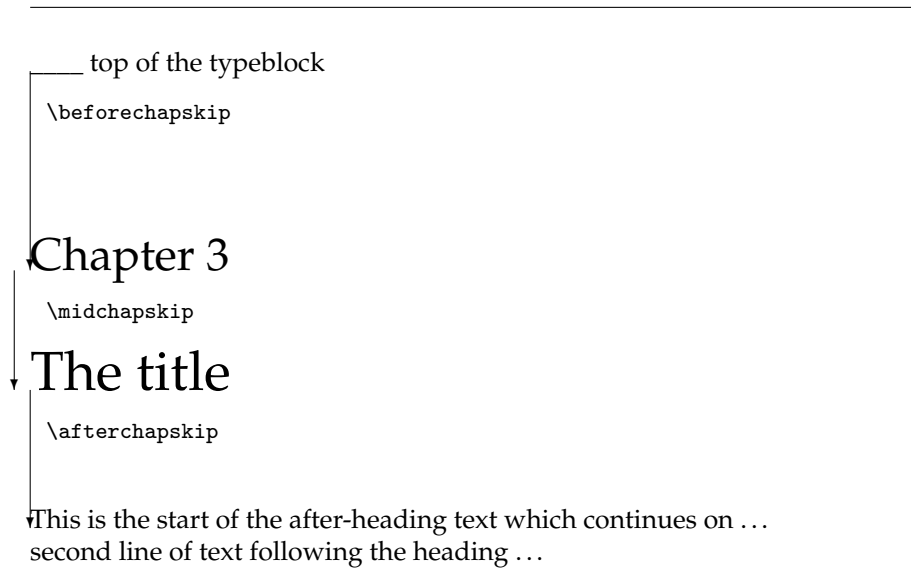 ____ top of the typeblock
\beforechapskip
Chapter 3
\midchapskip
The title
\afterchapskip
This is the start of the after-heading text which continues on ...
second line of text following the heading ...